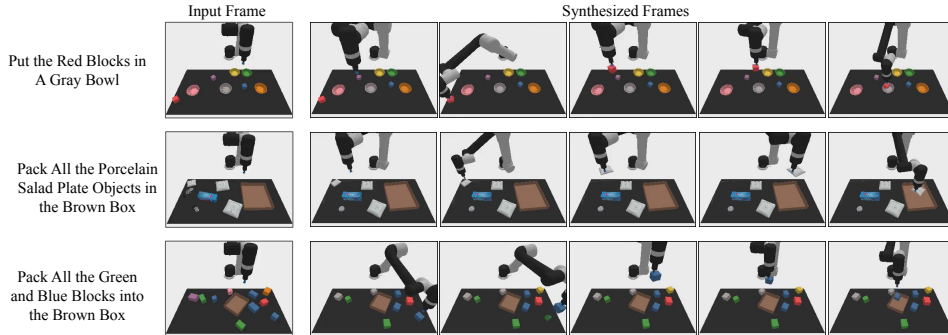 Input Frame
Synthesized Frames
Put the Red Blocks in
A Gray Bowl
Pack All the Porcelain
Salad Plate Objects in
the Brown Box
Pack All the Green
and Blue Blocks into
the Brown Box